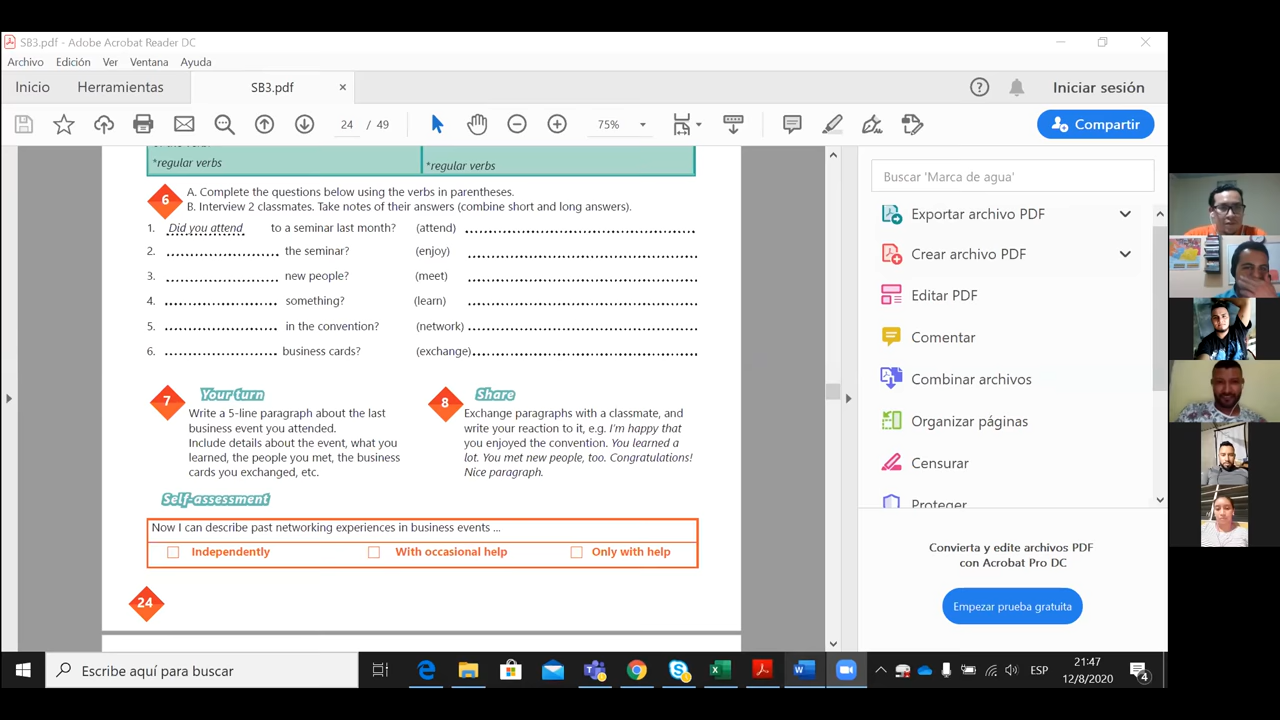 SB3.pdf - Adobe Acrobat Reader DC
Archivo Edición Ver Ventana Ayuda
Inicio Herramientas SB3.pdf × Iniciar sesión
24 / 49 75% Compartir
*regular verbs *regular verbs
6 A. Complete the questions below using the verbs in parentheses.
B. Interview 2 classmates. Take notes of their answers (combine short and long answers).
1. Did you attend to a seminar last month? (attend)
2. the seminar? (enjoy)
3. new people? (meet)
4. something? (learn)
5. in the convention? (network)
6. business cards? (exchange)
7 Your turn
Write a 5-line paragraph about the last
business event you attended.
Include details about the event, what you
learned, the people you met, the business
cards you exchanged, etc.
8 Share
Exchange paragraphs with a classmate, and
write your reaction to it, e.g. I'm happy that
you enjoyed the convention. You learned a
lot. You met new people, too. Congratulations!
Nice paragraph.
Self-assessment
Now I can describe past networking experiences in business events ...
Independently With occasional help Only with help
24
Buscar 'Marca de agua'
Exportar archivo PDF
Crear archivo PDF
Editar PDF
Comentar
Combinar archivos
Organizar páginas
Censurar
Proteger
Convierta y edite archivos PDF
con Acrobat Pro DC
Empezar prueba gratuita
Escribe aquí para buscar
ESP
21:47
12/8/2020
4